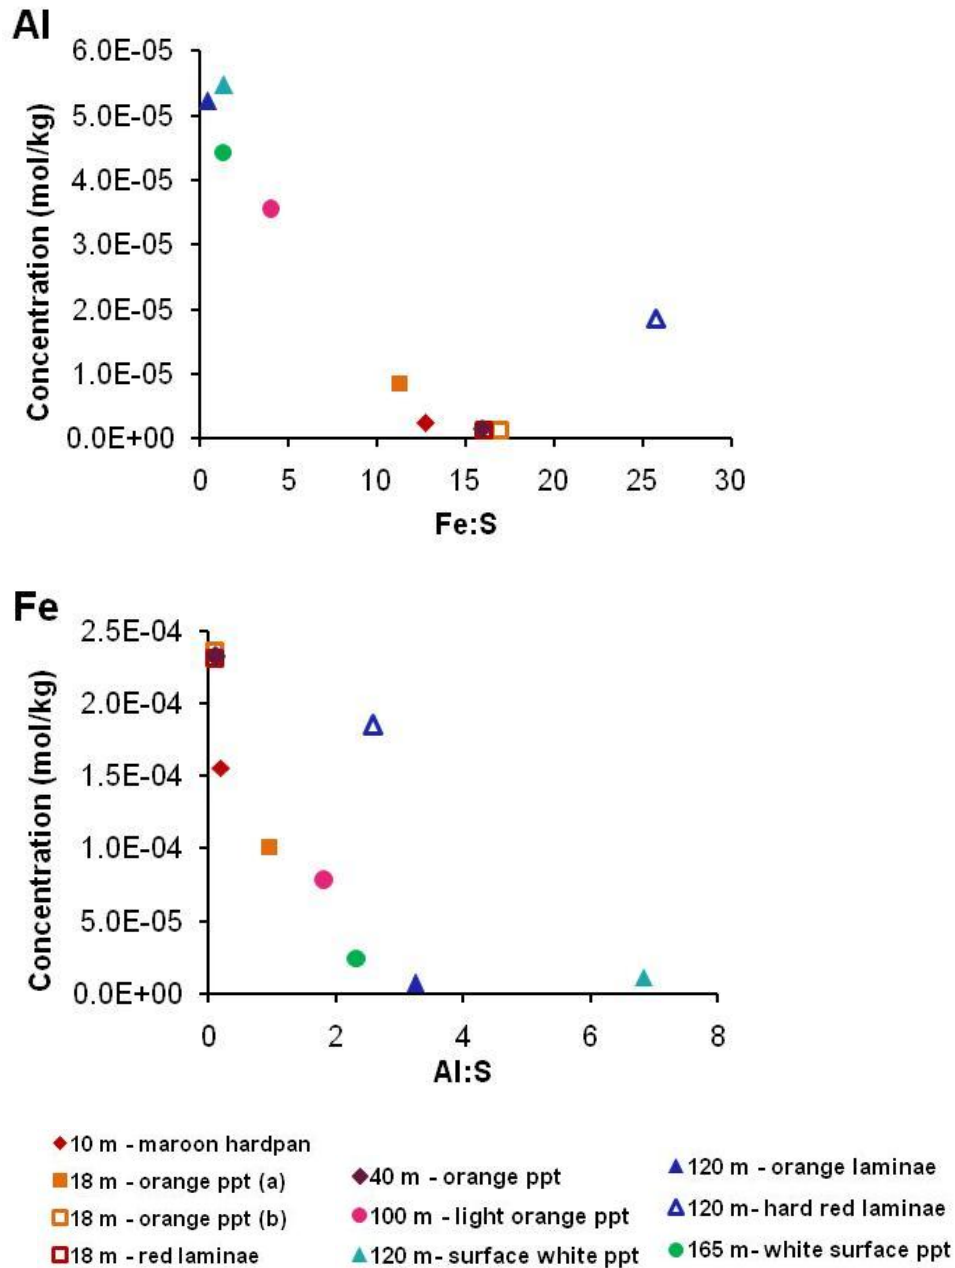 Al
6.0E-05
5.0E-05
4.0E-05
3.0E-05
2.0E-05
1.0E-05
0.0E+00
Concentration (mol/kg)
0 5 10 15 20 25 30
Fe:S
Fe
2.5E-04
2.0E-04
1.5E-04
1.0E-04
5.0E-05
0.0E+00
Concentration (mol/kg)
0 2 4 6 8
Al:S
10 m - maroon hardpan
18 m - orange ppt (a)
18 m - orange ppt (b)
18 m - red laminae
40 m - orange ppt
100 m - light orange ppt
120 m- surface white ppt
120 m - orange laminae
120 m- hard red laminae
165 m- white surface ppt